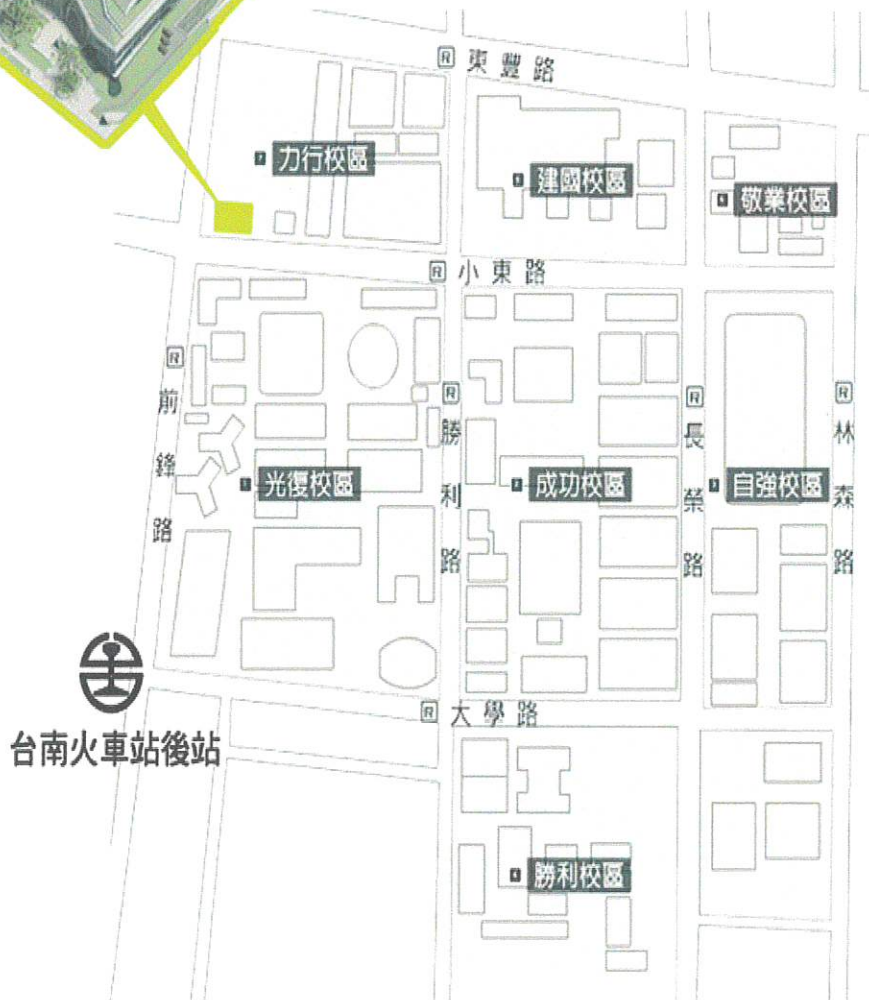 R 東豐路
力行校區
建國校區
敬業校區
R 小東路
R 前鋒路
R 勝利路
R 長榮路
R 林森路
光復校區
成功校區
自強校區
台南火車站後站
R 大學路
勝利校區